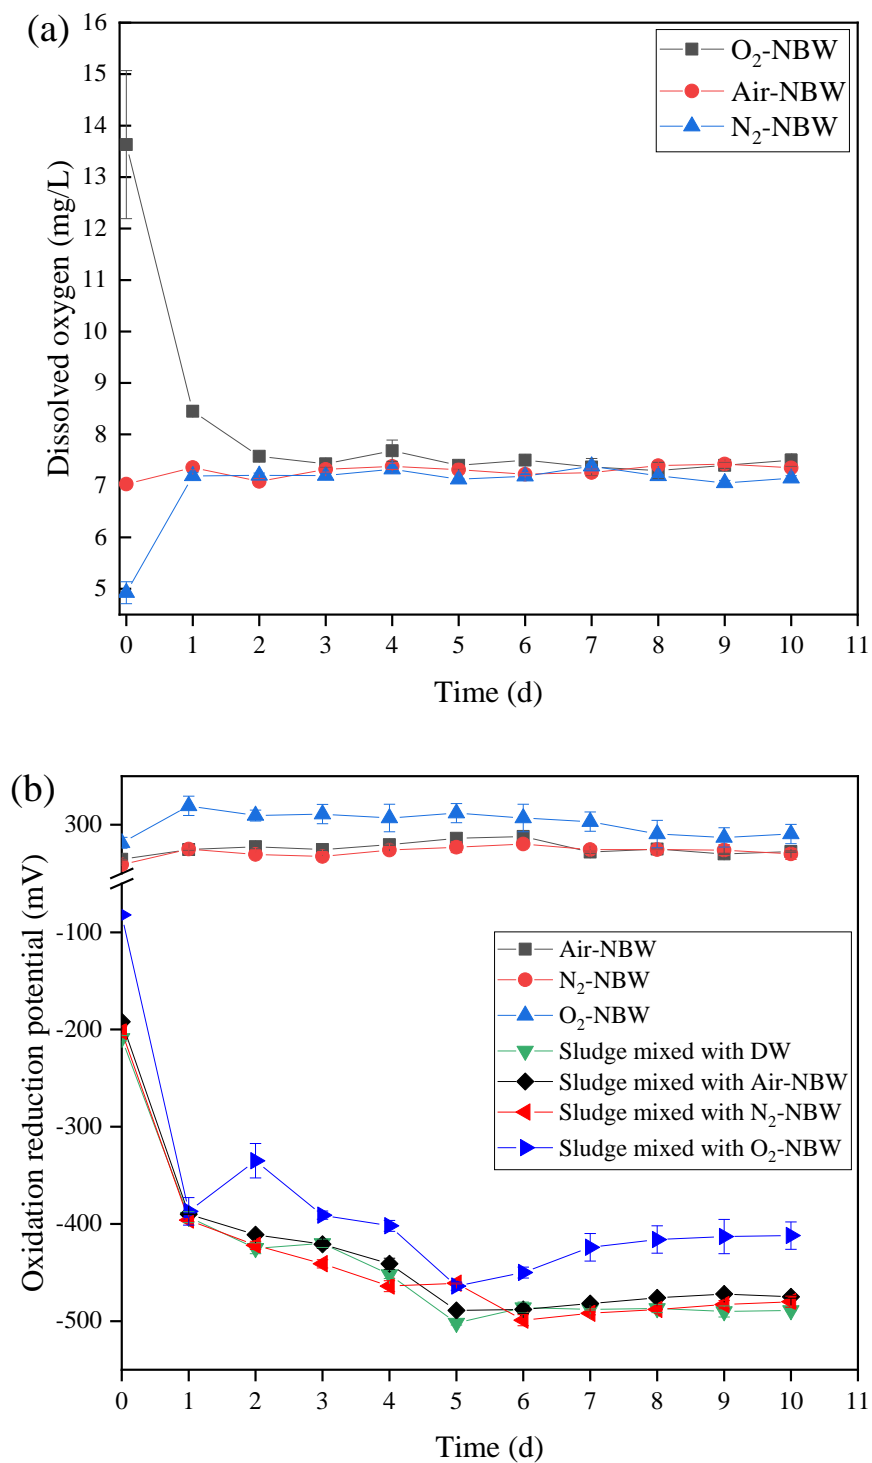 (a)
16
15
14
13
12
11
10
9
8
7
6
5
Dissolved oxygen (mg/L)
O₂-NBW
Air-NBW
N₂-NBW
0 1 2 3 4 5 6 7 8 9 10 11
Time (d)
(b)
300
-100
-200
-300
-400
-500
Oxidation reduction potential (mV)
Air-NBW
N₂-NBW
O₂-NBW
Sludge mixed with DW
Sludge mixed with Air-NBW
Sludge mixed with N₂-NBW
Sludge mixed with O₂-NBW
0 1 2 3 4 5 6 7 8 9 10 11
Time (d)